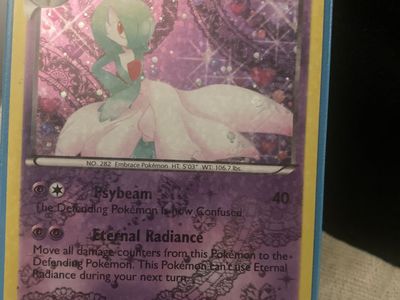 NO. 282 Embrace Pokémon HT: 5'03" WT: 106.7 lbs.
Psybeam 40
The Defending Pokémon is now Confused.
Eternal Radiance
Move all damage counters from this Pokémon to the
Defending Pokémon. This Pokémon can't use Eternal
Radiance during your next turn.